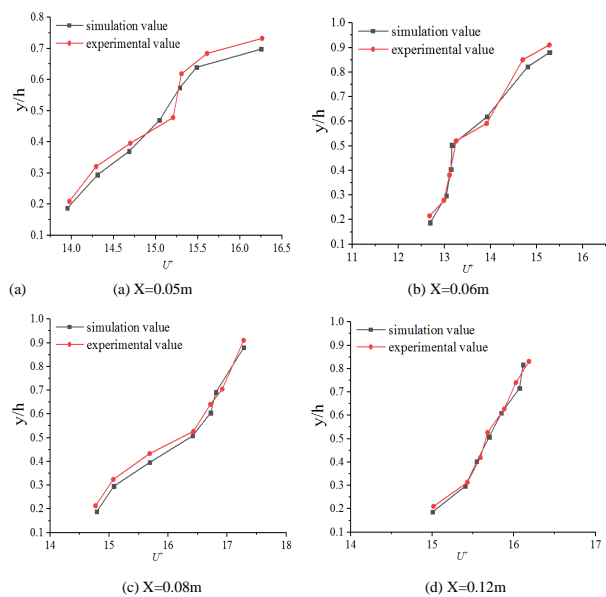 0.8
simulation value
experimental value
0.7
0.6
0.5
0.4
0.3
0.2
0.1
y/h
14.0 14.5 15.0 15.5 16.0 16.5
U⁺
(a) (a) X=0.05m
1.0
simulation value
experimental value
0.9
0.8
0.7
0.6
0.5
0.4
0.3
0.2
0.1
y/h
11 12 13 14 15 16
U⁺
(b) X=0.06m
1.0
simulation value
experimental value
0.9
0.8
0.7
0.6
0.5
0.4
0.3
0.2
0.1
y/h
14 15 16 17 18
U⁺
(c) X=0.08m
1.0
simulation value
experimental value
0.9
0.8
0.7
0.6
0.5
0.4
0.3
0.2
0.1
y/h
14 15 16 17
U⁺
(d) X=0.12m